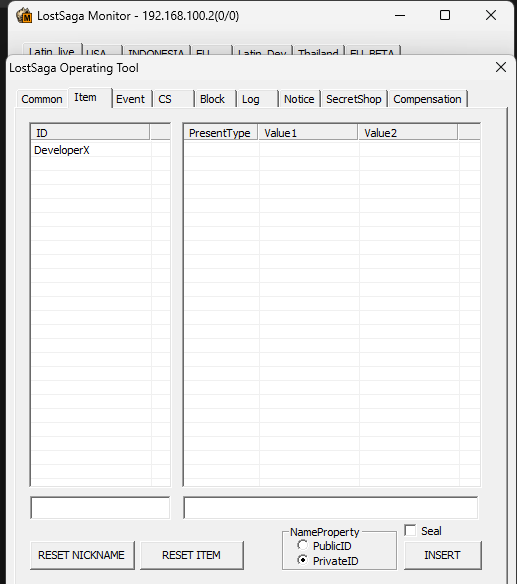 LostSaga Monitor - 192.168.100.2(0/0)
Latin_live USA INDONESIA EU Latin_Dev Thailand EU_BETA
LostSaga Operating Tool
Common Item Event CS Block Log Notice SecretShop Compensation
ID PresentType Value1 Value2
DeveloperX
NameProperty
PublicID
PrivateID
Seal
RESET NICKNAME RESET ITEM INSERT